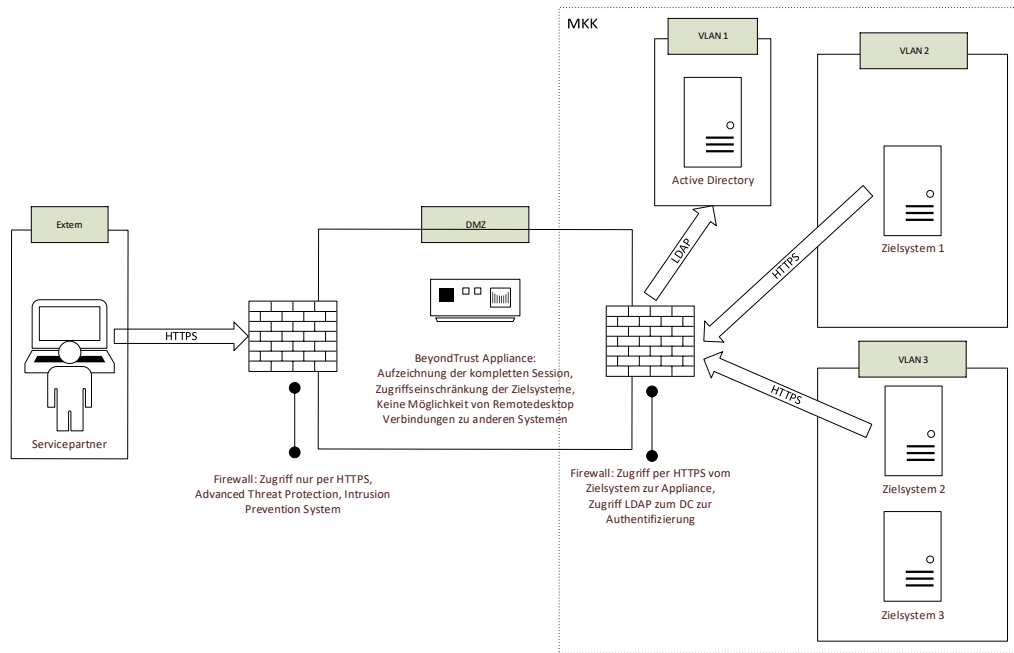 MKK
VLAN 1
VLAN 2
Active Directory
Zielsystem 1
LDAP
HTTPS
Extern
DMZ
HTTPS
Servicepartner
BeyondTrust Appliance:
Aufzeichnung der kompletten Session,
Zugriffseinschränkung der Zielsysteme,
Keine Möglichkeit von Remotedesktop
Verbindungen zu anderen Systemen
VLAN 3
HTTPS
Zielsystem 2
Zielsystem 3
Firewall: Zugriff nur per HTTPS,
Advanced Threat Protection, Intrusion
Prevention System
Firewall: Zugriff per HTTPS vom
Zielsystem zur Appliance,
Zugriff LDAP zum DC zur
Authentifizierung